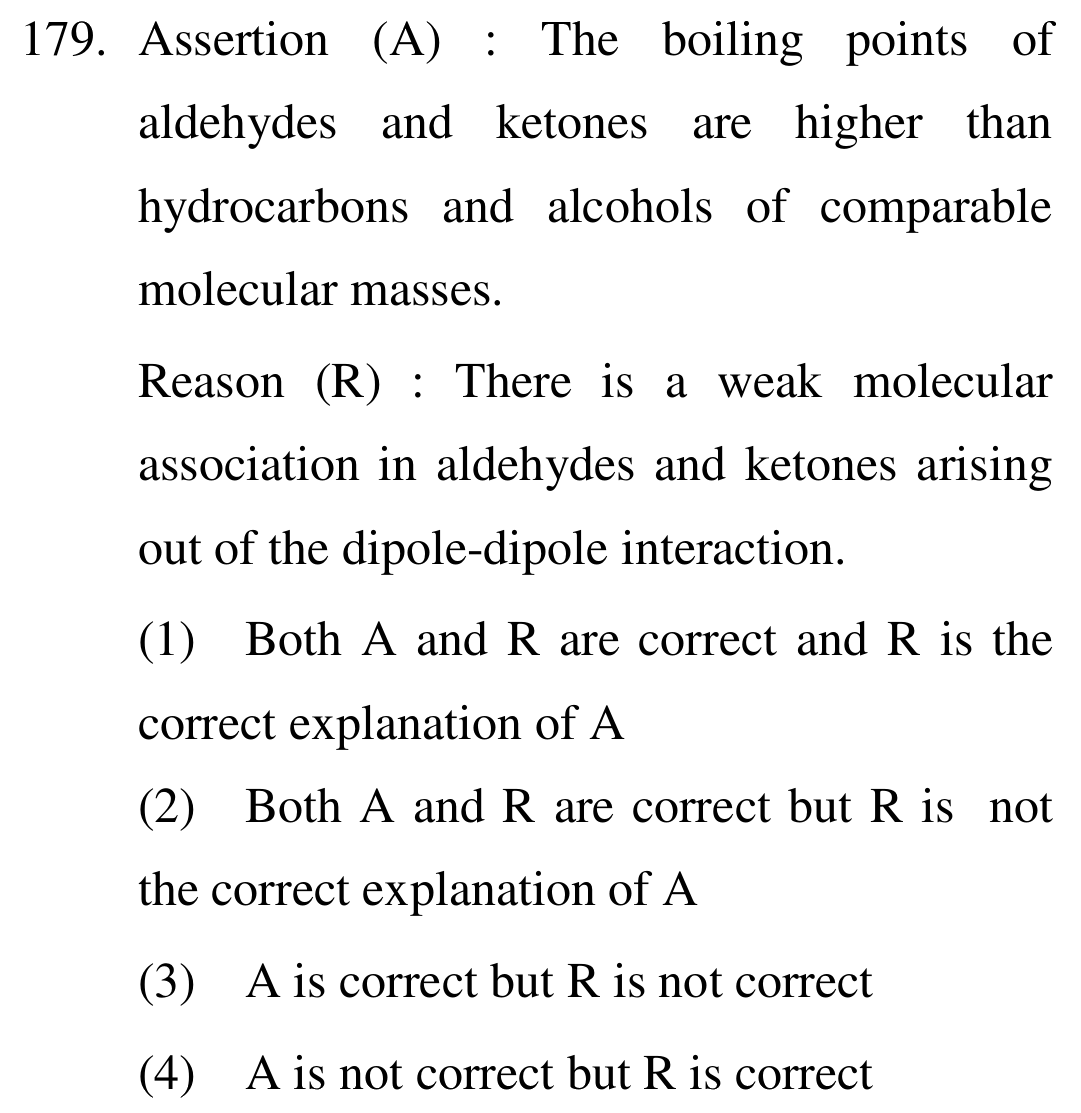 179. Assertion (A) : The boiling points of
aldehydes and ketones are higher than
hydrocarbons and alcohols of comparable
molecular masses.
Reason (R) : There is a weak molecular
association in aldehydes and ketones arising
out of the dipole-dipole interaction.
(1) Both A and R are correct and R is the
correct explanation of A
(2) Both A and R are correct but R is not
the correct explanation of A
(3) A is correct but R is not correct
(4) A is not correct but R is correct